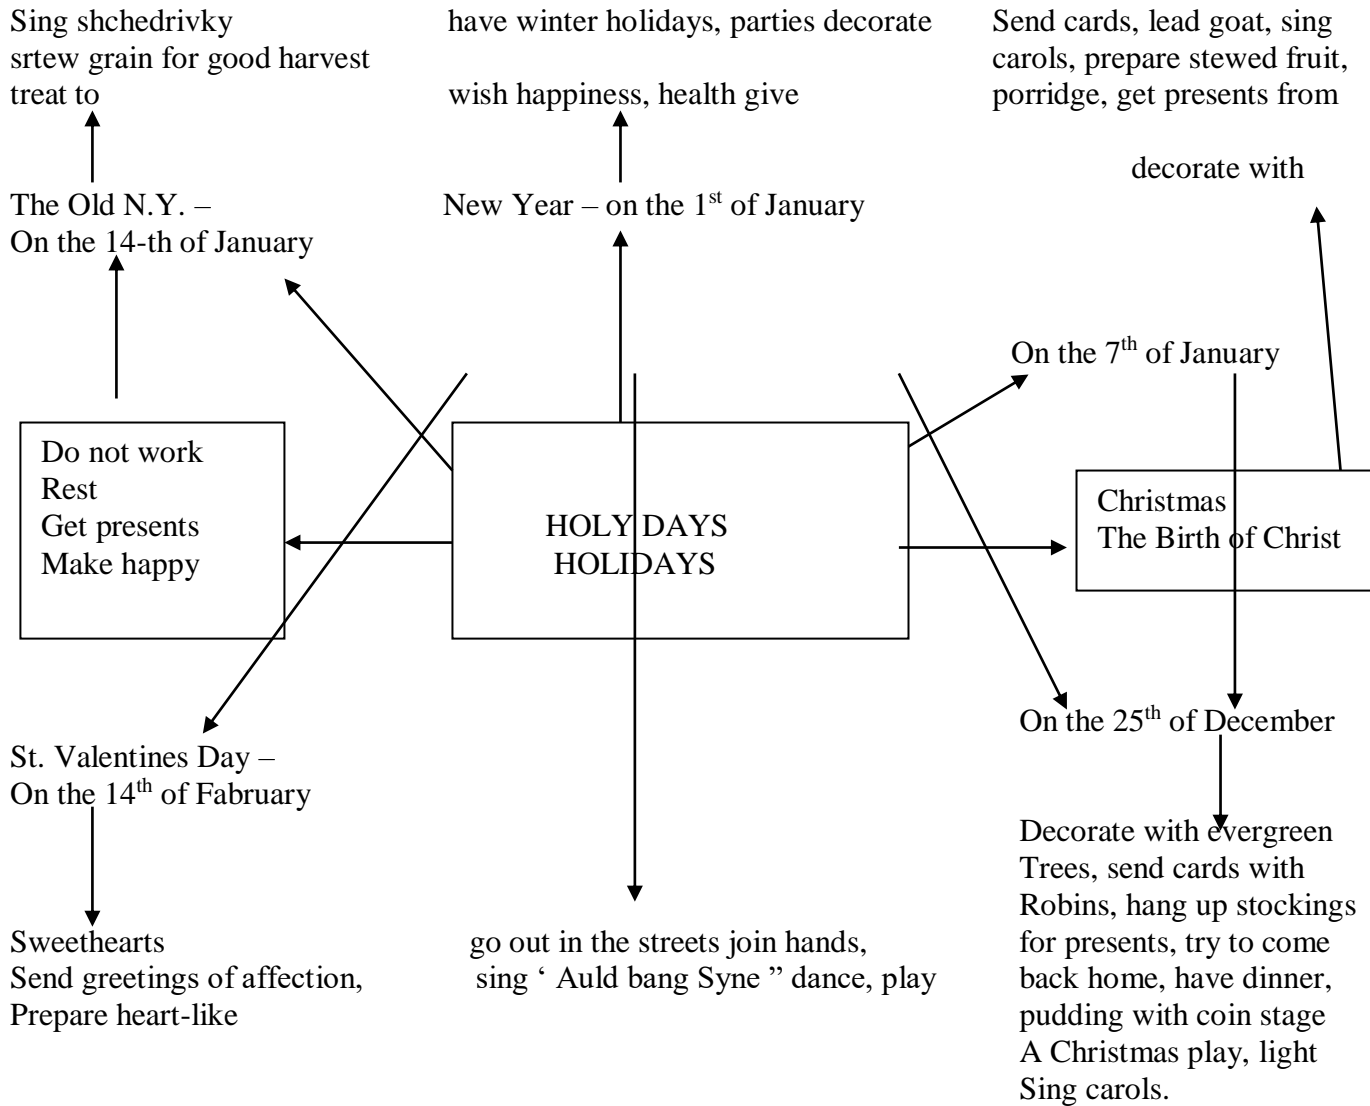 Sing shchedrivky
srtew grain for good harvest
treat to
have winter holidays, parties decorate
wish happiness, health give
Send cards, lead goat, sing
carols, prepare stewed fruit,
porridge, get presents from
decorate with
The Old N.Y. –
On the 14-th of January
New Year – on the 1st of January
On the 7th of January
Do not work
Rest
Get presents
Make happy
HOLY DAYS
HOLIDAYS
Christmas
The Birth of Christ
On the 25th of December
St. Valentines Day –
On the 14th of Fabruary
Decorate with evergreen
Trees, send cards with
Robins, hang up stockings
for presents, try to come
back home, have dinner,
pudding with coin stage
A Christmas play, light
Sing carols.
Sweethearts
Send greetings of affection,
Prepare heart-like
go out in the streets join hands,
sing ‘ Auld bang Syne ” dance, play